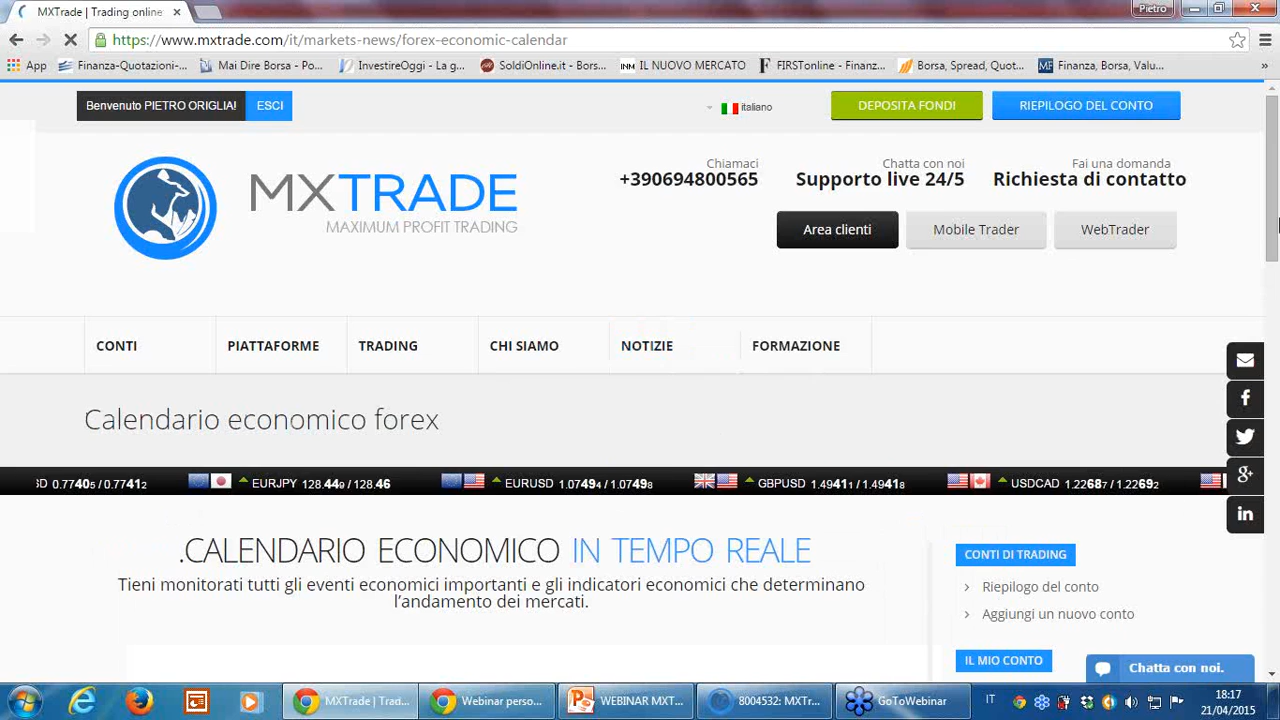 MXTrade | Trading online
Pietro
https://www.mxtrade.com/it/markets-news/forex-economic-calendar
App Finanza-Quotazioni-... Mai Dire Borsa - Po... InvestireOggi - La g... SoldiOnline.it - Bors... INM IL NUOVO MERCATO F FIRSTonline - Finanz... Borsa, Spread, Quot... MF Finanza, Borsa, Valu... »
Benvenuto PIETRO ORIGLIA! ESCI italiano DEPOSITA FONDI RIEPILOGO DEL CONTO
MXTRADE
MAXIMUM PROFIT TRADING
Chiamaci
+390694800565
Chatta con noi
Supporto live 24/5
Fai una domanda
Richiesta di contatto
Area clienti Mobile Trader WebTrader
CONTI PIATTAFORME TRADING CHI SIAMO NOTIZIE FORMAZIONE
Calendario economico forex
SD 0.77405 / 0.77412 EURJPY 128.449 / 128.46 EURUSD 1.07494 / 1.07498 GBPUSD 1.49411 / 1.49418 USDCAD 1.22687 / 1.22692
.CALENDARIO ECONOMICO IN TEMPO REALE
Tieni monitorati tutti gli eventi economici importanti e gli indicatori economici che determinano
l'andamento dei mercati.
CONTI DI TRADING
Riepilogo del conto
Aggiungi un nuovo conto
IL MIO CONTO
Chatta con noi.
MXTrade | Trad... Webinar perso... WEBINAR MXT... 8004532: MXTr... GoToWebinar IT 18:17
21/04/2015